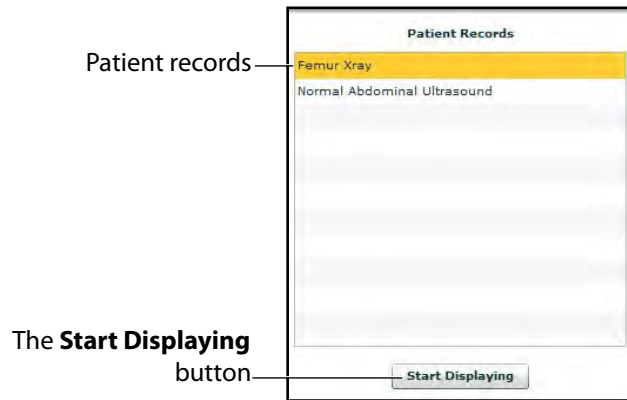 Patient Records
Patient records
Femur Xray
Normal Abdominal Ultrasound
The Start Displaying
button
Start Displaying